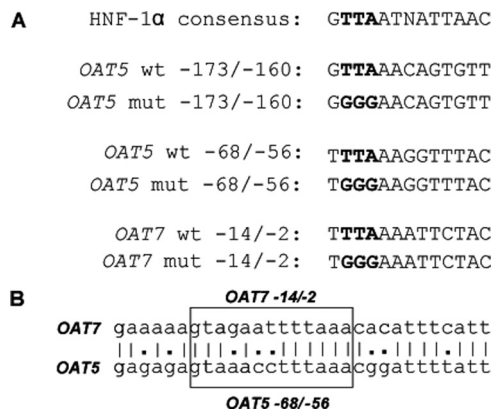 A
HNF-1α consensus: GTTAATNATTAAC
OAT5 wt -173/-160: GTTAAACAGTGTT
OAT5 mut -173/-160: GGGGAACAGTGTT
OAT5 wt -68/-56: TTTAAAGGTTTAC
OAT5 mut -68/-56: TGGGAAGGTTTAC
OAT7 wt -14/-2: TTTAAAATTCTAC
OAT7 mut -14/-2: TGGGAAATTCTAC
B
OAT7 -14/-2
OAT7 gaaaaagtagaattttaaacacatttcatt
OAT5 gagagagtaaacctttaaacggattttatt
OAT5 -68/-56